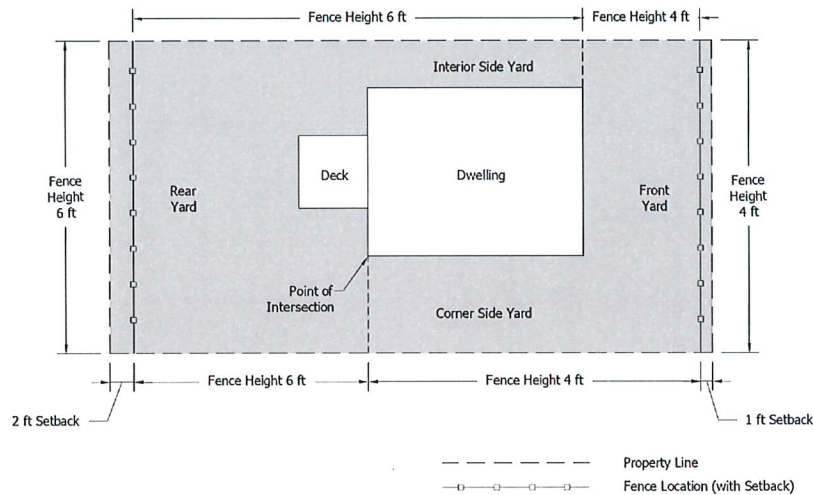 Fence Height 6 ft
Fence Height 4 ft
Interior Side Yard
Fence
Height
6 ft
Rear
Yard
Deck
Dwelling
Front
Yard
Fence
Height
4 ft
Point of
Intersection
Corner Side Yard
Fence Height 6 ft
Fence Height 4 ft
2 ft Setback
1 ft Setback
Property Line
Fence Location (with Setback)